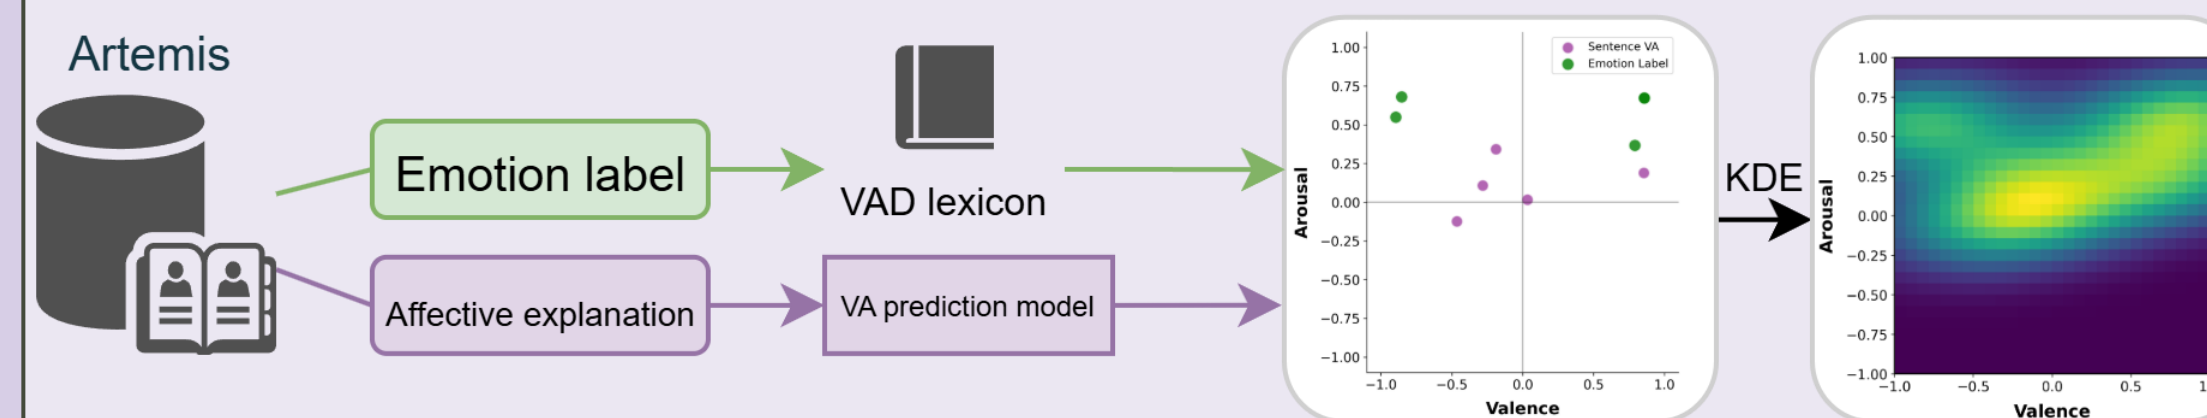 Artemis
Emotion label
VAD lexicon
Affective explanation
VA prediction model
Sentence VA
Emotion Label
1.00
0.75
0.50
0.25
0.00
−0.25
−0.50
−0.75
−1.00
Arousal
−1.0 −0.5 0.0 0.5 1.0
Valence
KDE
1.00
0.75
0.50
0.25
0.00
−0.25
−0.50
−0.75
−1.00
Arousal
−1.0 −0.5 0.0 0.5
Valence